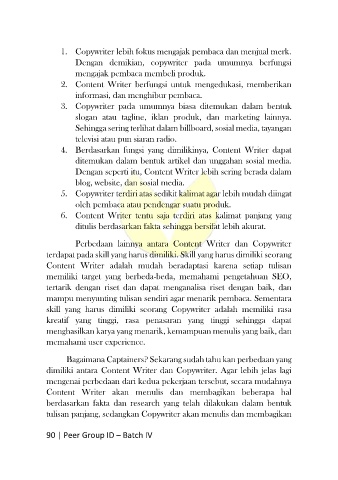 1. Copywriter lebih fokus mengajak pembaca dan menjual merk.
Dengan demikian, copywriter pada umumnya berfungsi
mengajak pembaca membeli produk.
2. Content Writer berfungsi untuk mengedukasi, memberikan
informasi, dan menghibur pembaca.
3. Copywriter pada umumnya biasa ditemukan dalam bentuk
slogan atau tagline, iklan produk, dan marketing lainnya.
Sehingga sering terlihat dalam billboard, sosial media, tayangan
televisi atau pun siaran radio.
4. Berdasarkan fungsi yang dimilikinya, Content Writer dapat
ditemukan dalam bentuk artikel dan unggahan sosial media.
Dengan seperti itu, Content Writer lebih sering berada dalam
blog, website, dan sosial media.
5. Copywriter terdiri atas sedikit kalimat agar lebih mudah diingat
oleh pembaca atau pendengar suatu produk.
6. Content Writer tentu saja terdiri atas kalimat panjang yang
ditulis berdasarkan fakta sehingga bersifat lebih akurat.
Perbedaan lainnya antara Content Writer dan Copywriter
terdapat pada skill yang harus dimiliki. Skill yang harus dimiliki seorang
Content Writer adalah mudah beradaptasi karena setiap tulisan
memiliki target yang berbeda-beda, memahami pengetahuan SEO,
tertarik dengan riset dan dapat menganalisa riset dengan baik, dan
mampu menyunting tulisan sendiri agar menarik pembaca. Sementara
skill yang harus dimiliki seorang Copywriter adalah memiliki rasa
kreatif yang tinggi, rasa penasaran yang tinggi sehingga dapat
menghasilkan karya yang menarik, kemampuan menulis yang baik, dan
memahami user experience.
Bagaimana Captainers? Sekarang sudah tahu kan perbedaan yang
dimiliki antara Content Writer dan Copywriter. Agar lebih jelas lagi
mengenai perbedaan dari kedua pekerjaan tersebut, secara mudahnya
Content Writer akan menulis dan membagikan beberapa hal
berdasarkan fakta dan research yang telah dilakukan dalam bentuk
tulisan panjang, sedangkan Copywriter akan menulis dan membagikan
90 | Peer Group ID – Batch IV